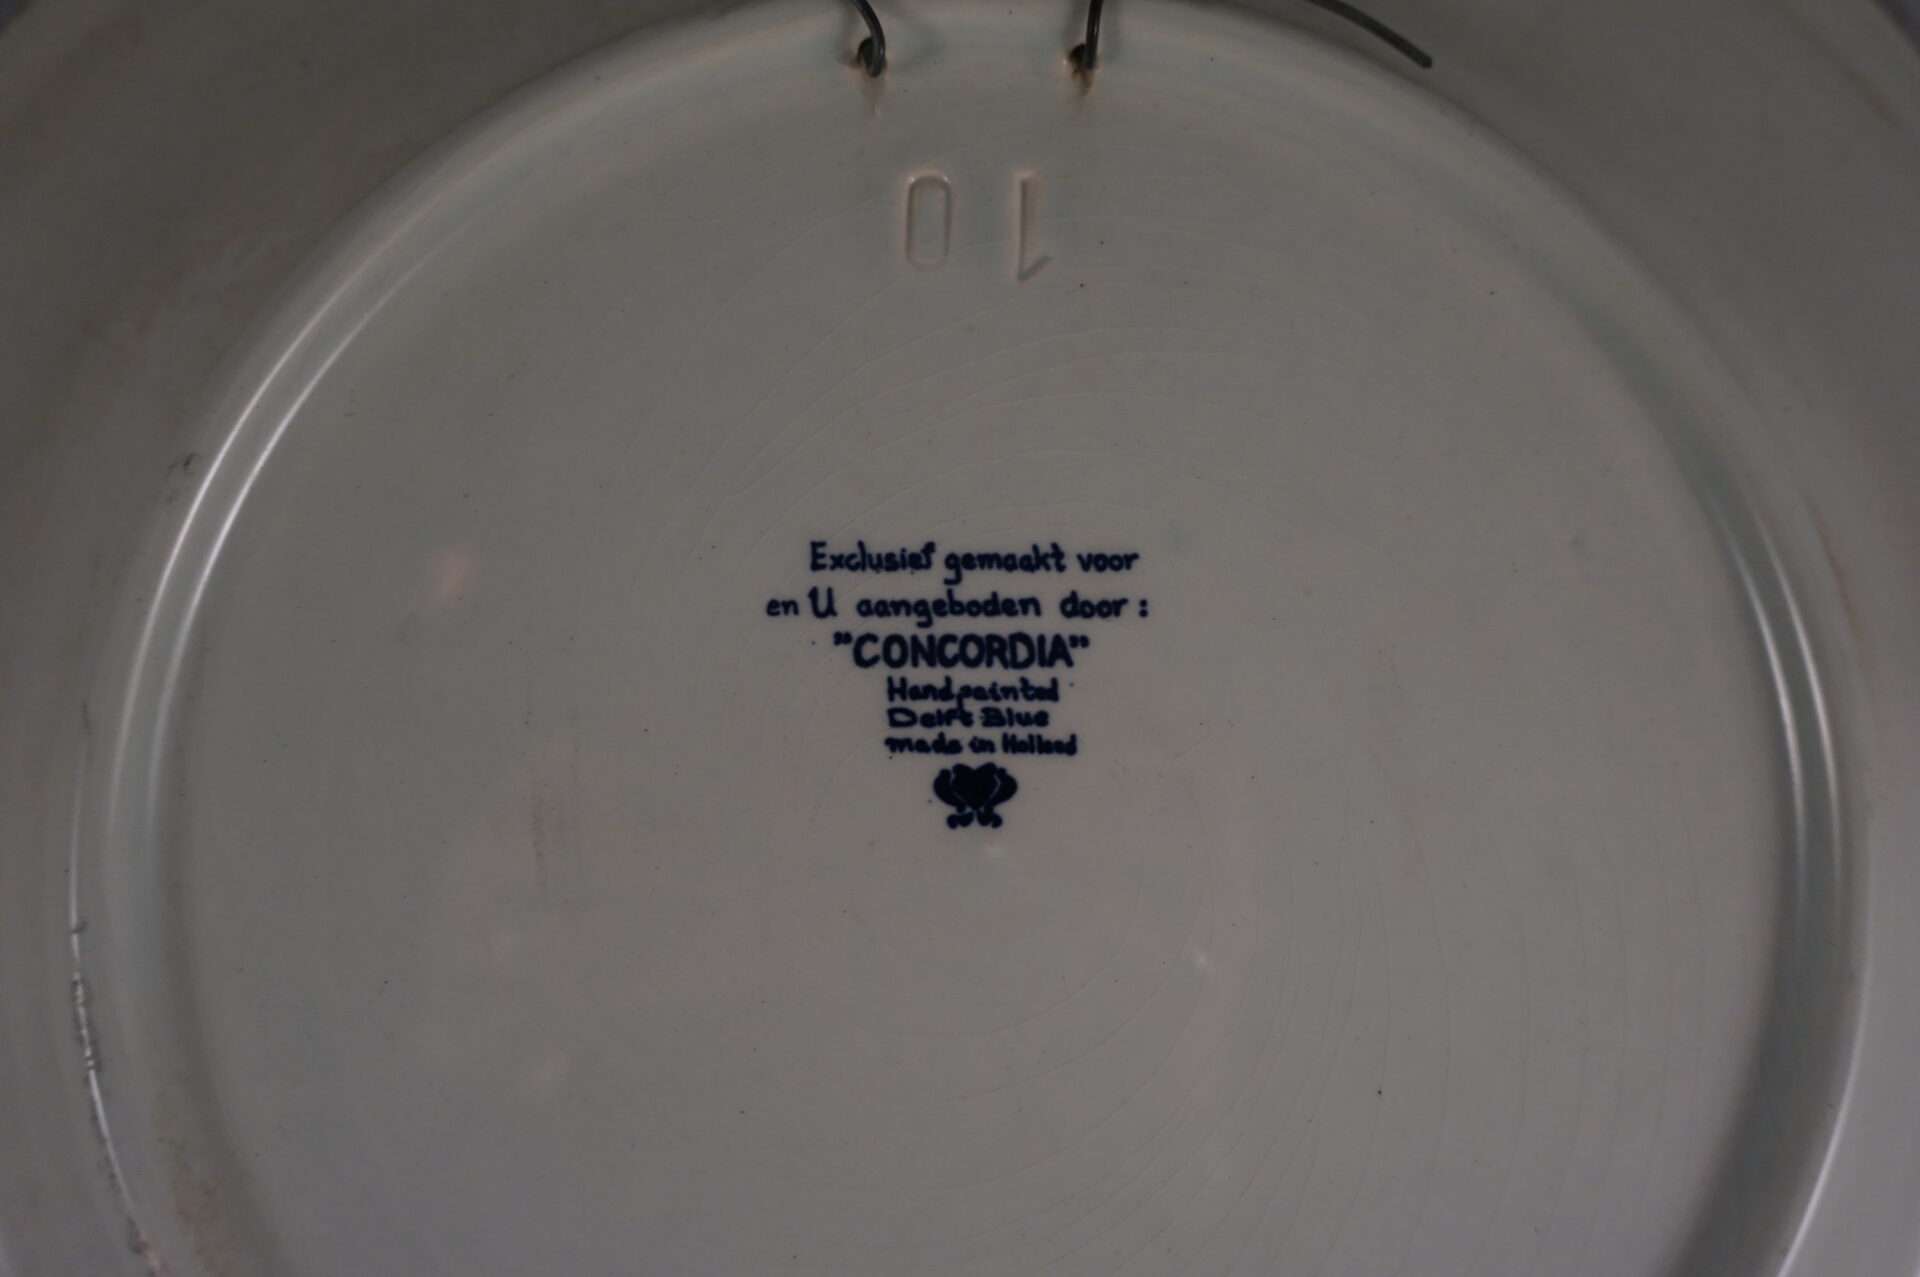 10
Exclusief gemaakt voor
en U aangeboden door:
"CONCORDIA"
Handpainted
Delft Blue
made in Holland